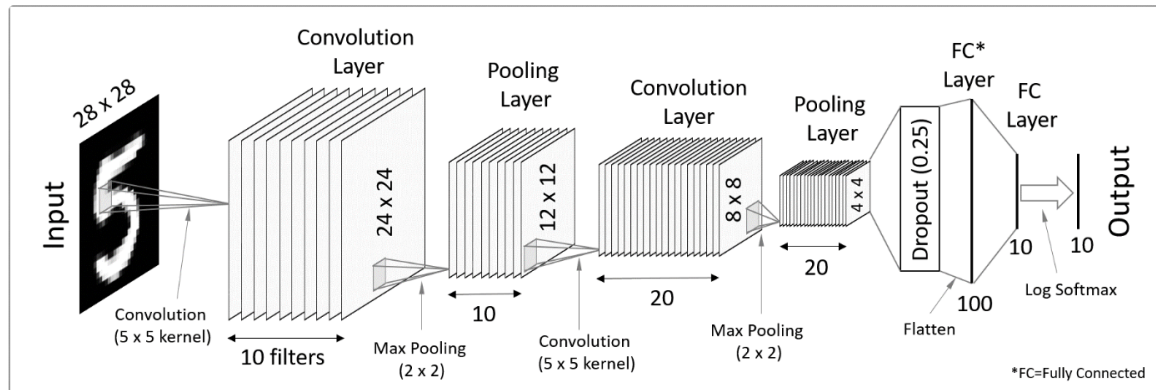 Input
28 x 28
Convolution
(5 x 5 kernel)
Convolution
Layer
24 x 24
10 filters
Max Pooling
(2 x 2)
Pooling
Layer
12 x 12
10
Convolution
(5 x 5 kernel)
Convolution
Layer
8 x 8
20
Max Pooling
(2 x 2)
Pooling
Layer
4 x 4
20
Dropout (0.25)
Flatten
FC*
Layer
100
FC
Layer
10
Log Softmax
10
Output
*FC=Fully Connected